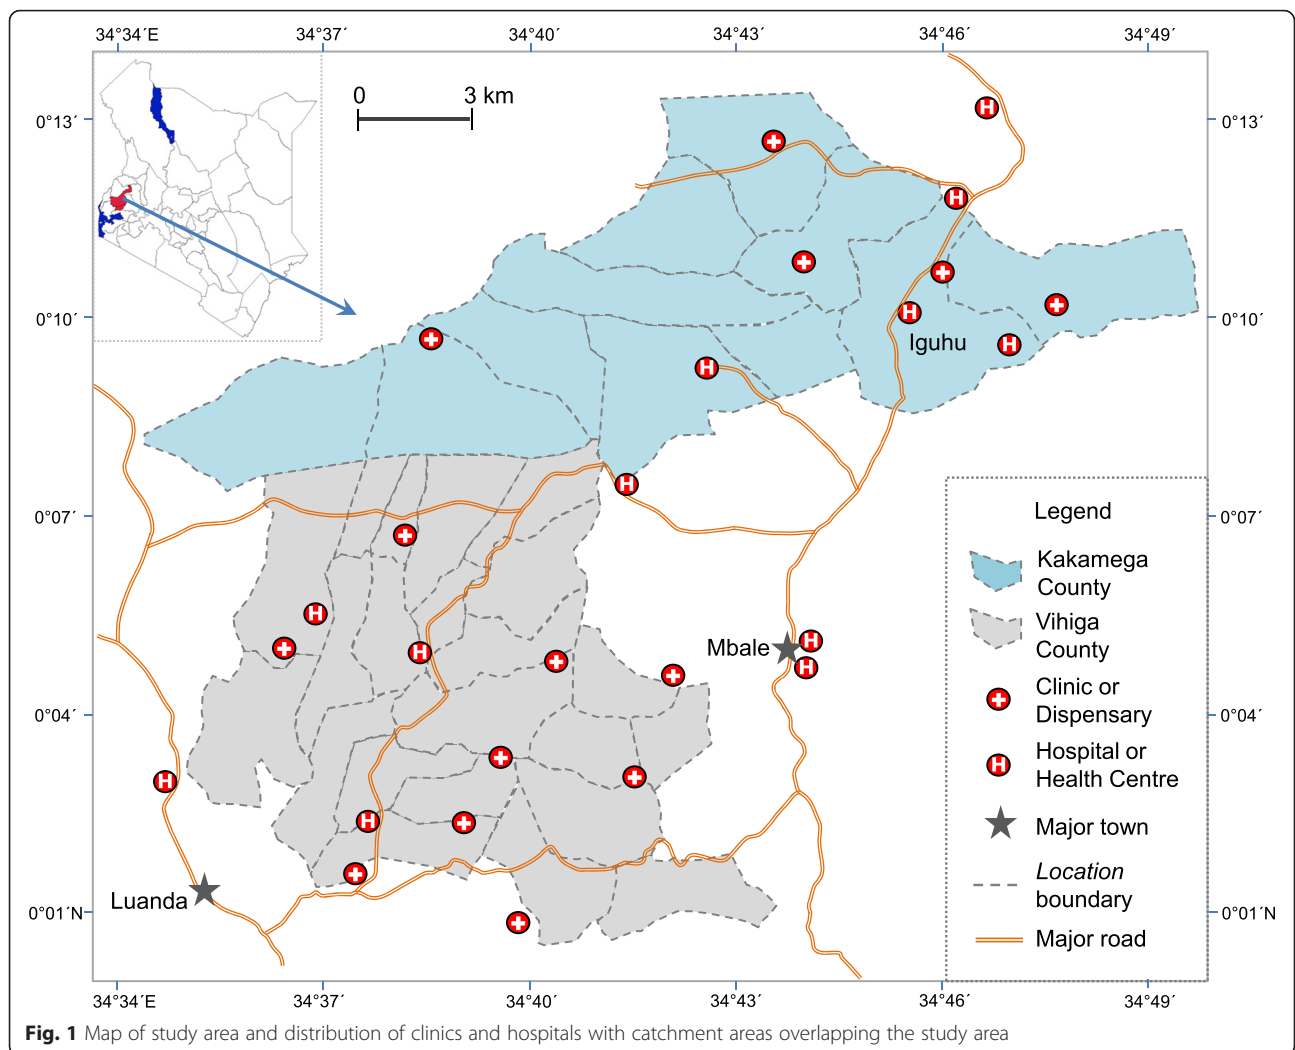 34°34´E 34°37´ 34°40´ 34°43´ 34°46´ 34°49´
0 3 km
0°13´ 0°13´
H
H
0°10´ H 0°10´
Iguhu H
H
H
0°07´ 0°07´
Legend
Kakamega
County
H
Vihiga
County
H
Mbale H
H
Clinic or
Dispensary
0°04´ 0°04´
Hospital or
H Health Centre
H
H
Major town
Location
boundary
Luanda
0°01´N 0°01´N
Major road
34°34´E 34°37´ 34°40´ 34°43´ 34°46´ 34°49´
Fig. 1 Map of study area and distribution of clinics and hospitals with catchment areas overlapping the study area